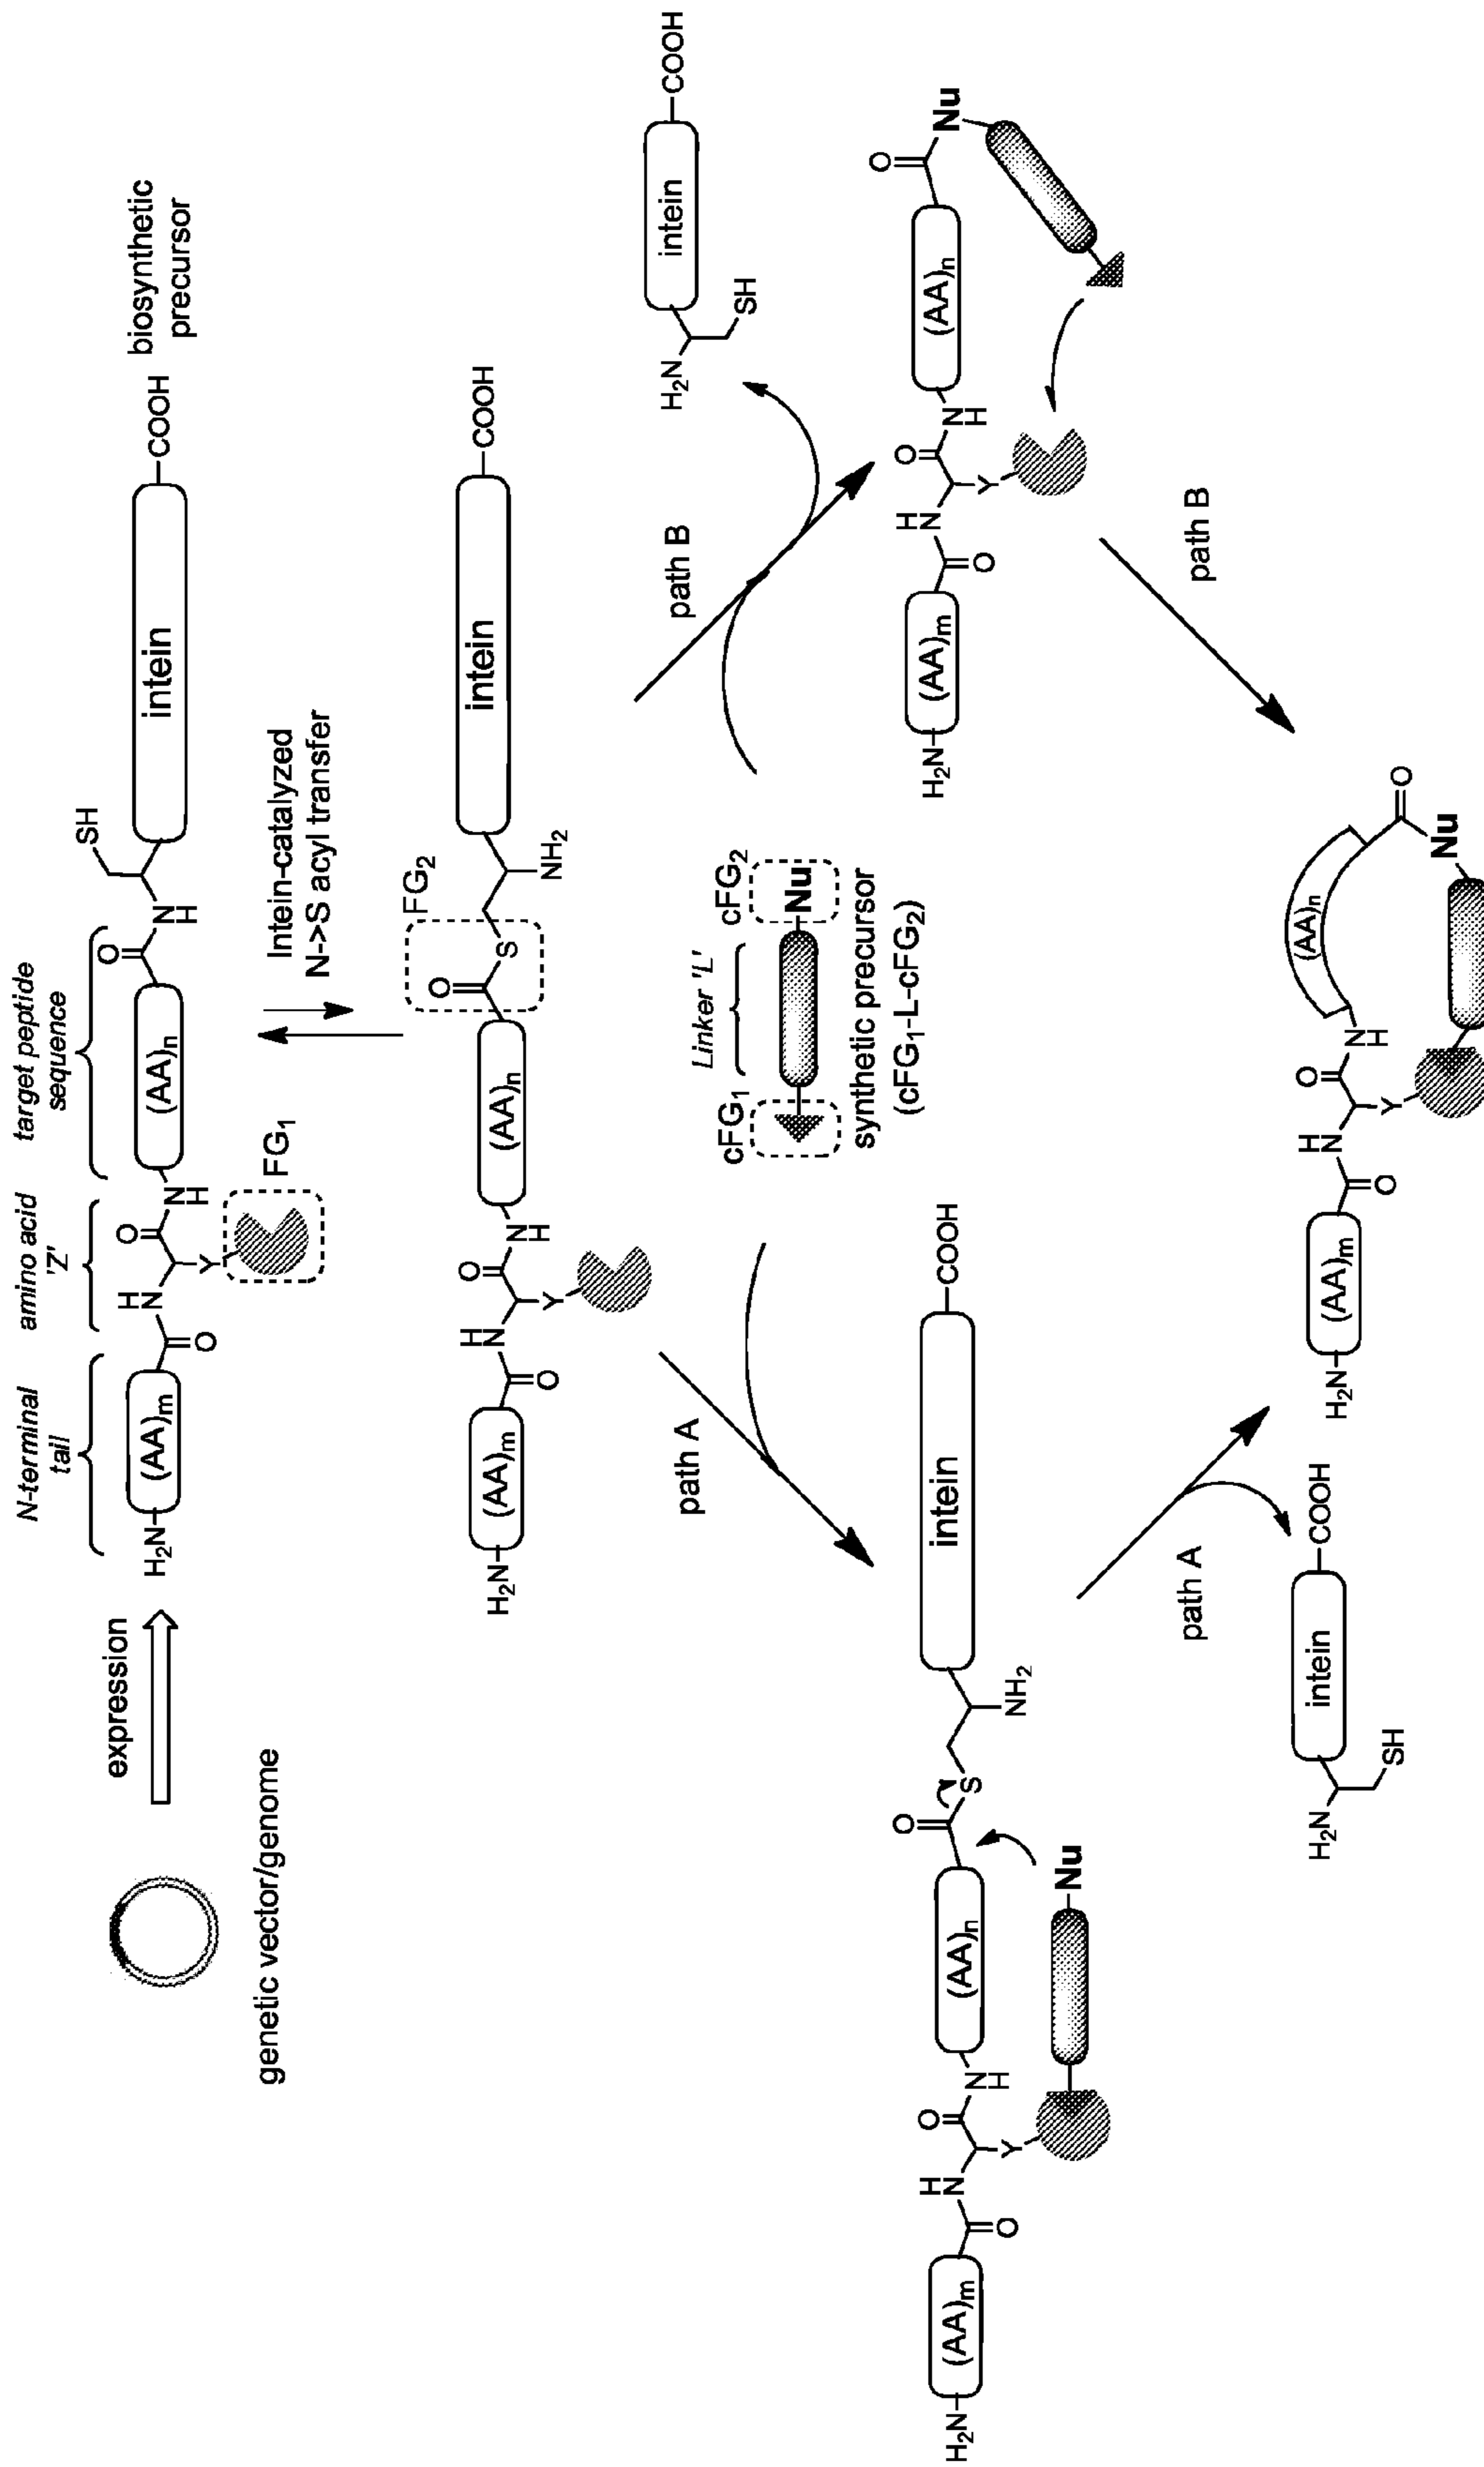 N-terminal
tail
amino acid
'Z'
target peptide
sequence
expression
genetic vector/genome
H₂N
(AA)m
O
H
N
O
Y
FG₁
N
H
(AA)n
O
N
H
SH
intein
COOH
biosynthetic
precursor
Intein-catalyzed
N->S acyl transfer
H₂N
(AA)m
O
H
N
O
Y
N
H
(AA)n
O
S
FG₂
NH₂
intein
COOH
path A
path B
cFG₁
Linker 'L'
cFG₂
Nu
synthetic precursor
(cFG₁-L-cFG₂)
H₂N
intein
SH
COOH
H₂N
(AA)m
O
H
N
O
Y
N
H
(AA)n
O
S
NH₂
intein
COOH
Nu
H₂N
(AA)m
O
H
N
O
Y
N
H
(AA)n
O
Nu
path A
path B
H₂N
SH
intein
COOH
H₂N
(AA)m
O
H
N
O
Y
N
H
(AA)n
O
Nu